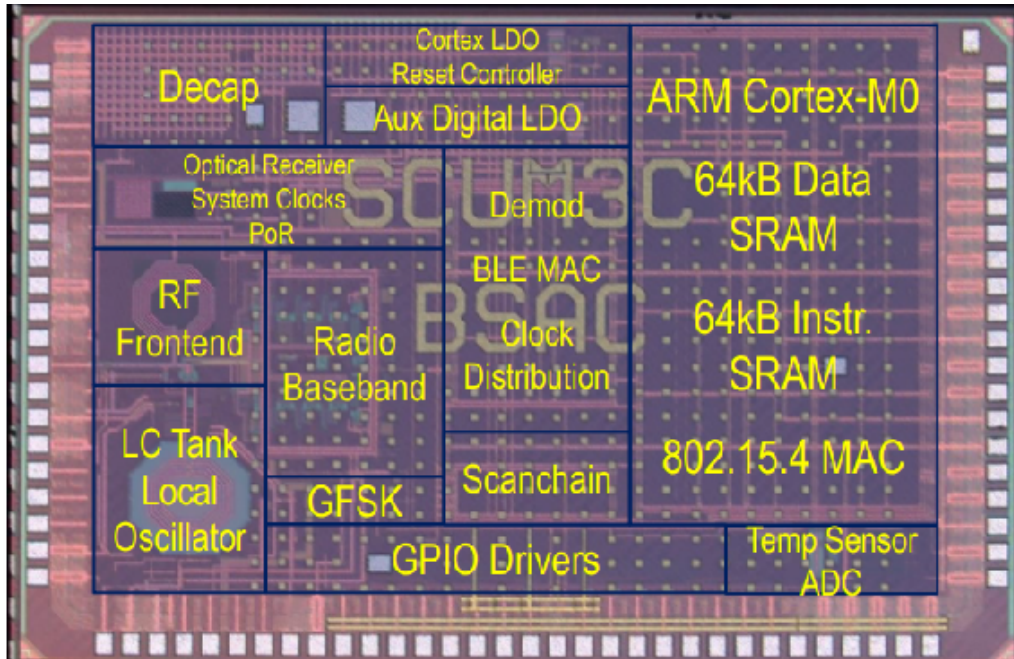 Decap
Cortex LDO
Reset Controller
Aux Digital LDO
ARM Cortex-M0
64kB Data
SRAM
64kB Instr.
SRAM
802.15.4 MAC
Optical Receiver
System Clocks
PoR
SCUM3C
BSAC
Demod
BLE MAC
Clock
Distribution
RF
Frontend
Radio
Baseband
LC Tank
Local
Oscillator
GFSK
Scanchain
GPIO Drivers
Temp Sensor
ADC